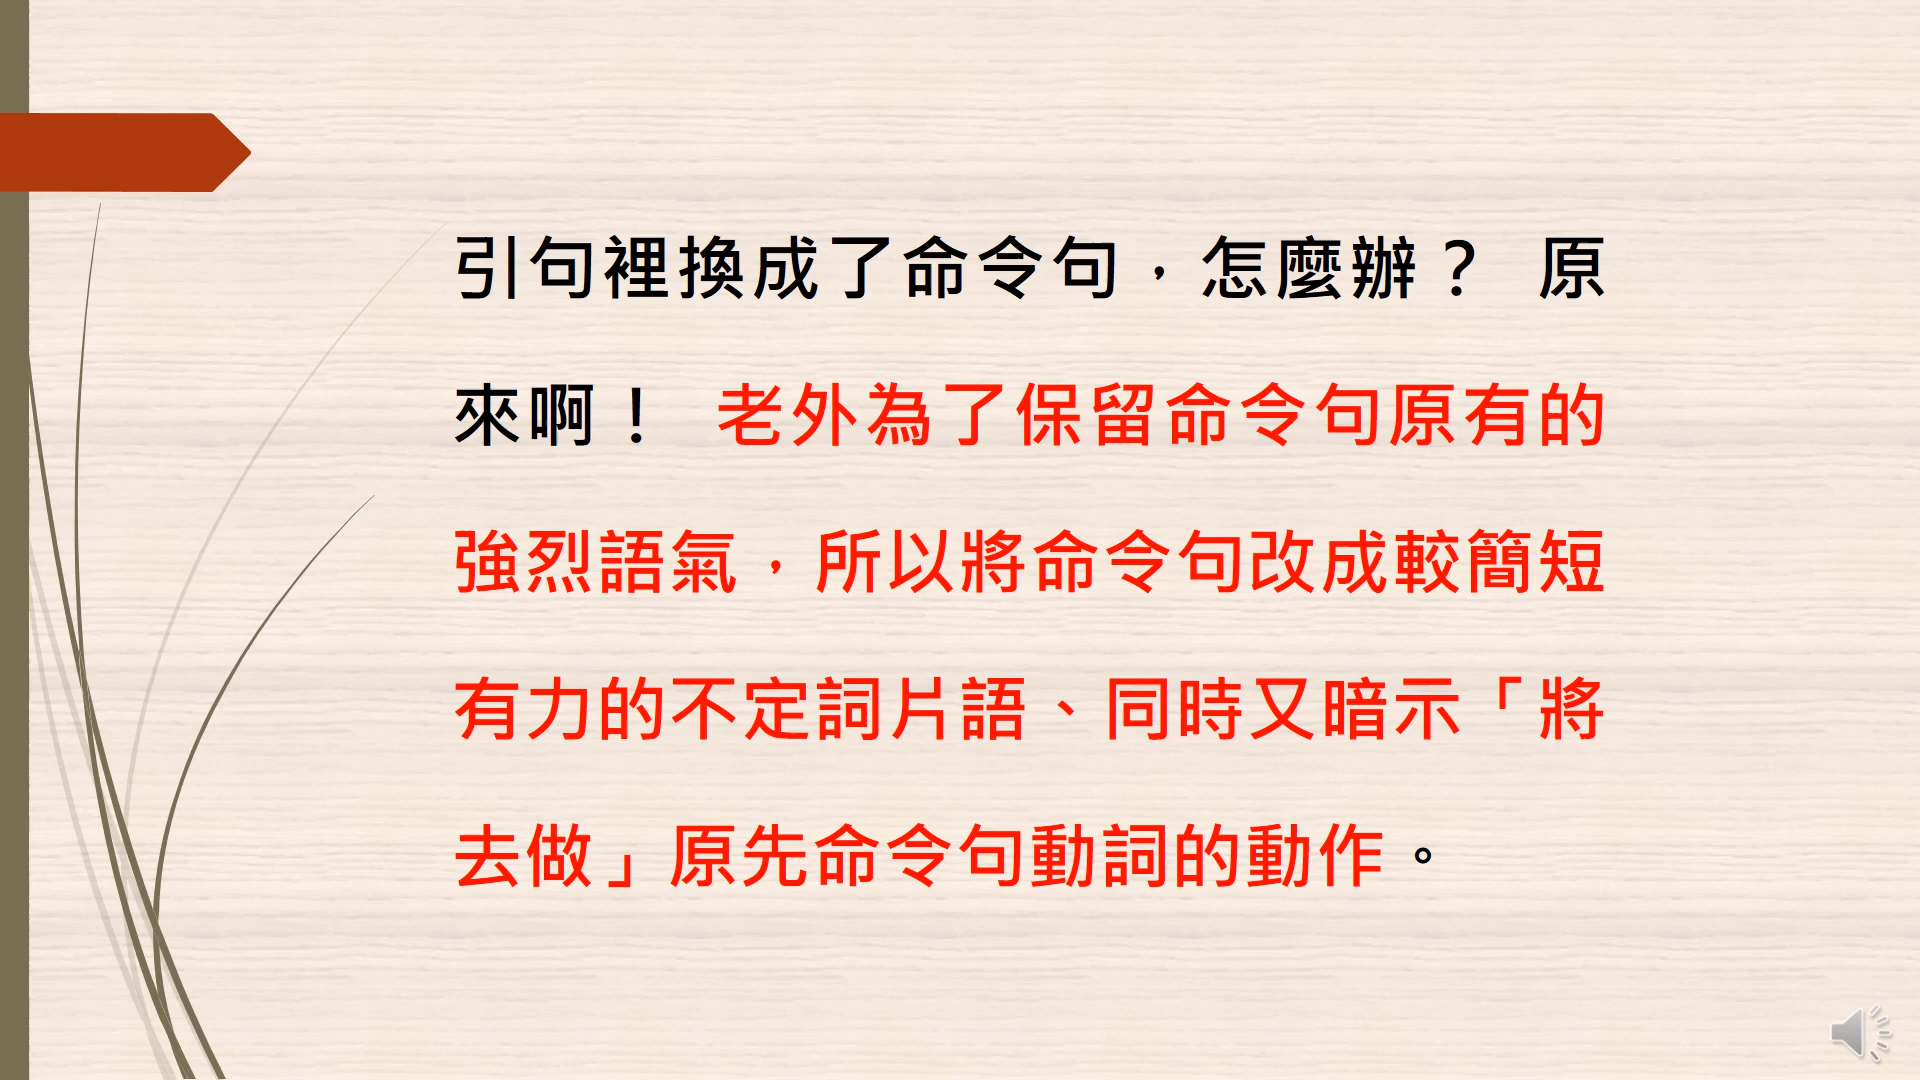 引句裡換成了命令句，怎麼辦？ 原
來啊！ 老外為了保留命令句原有的
強烈語氣，所以將命令句改成較簡短
有力的不定詞片語、同時又暗示「將
去做」原先命令句動詞的動作。